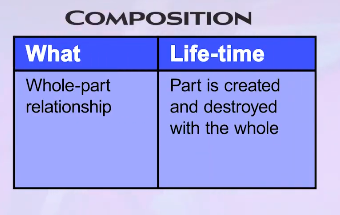 COMPOSITION
What
Life-time
Whole-part
relationship
Part is created
and destroyed
with the whole